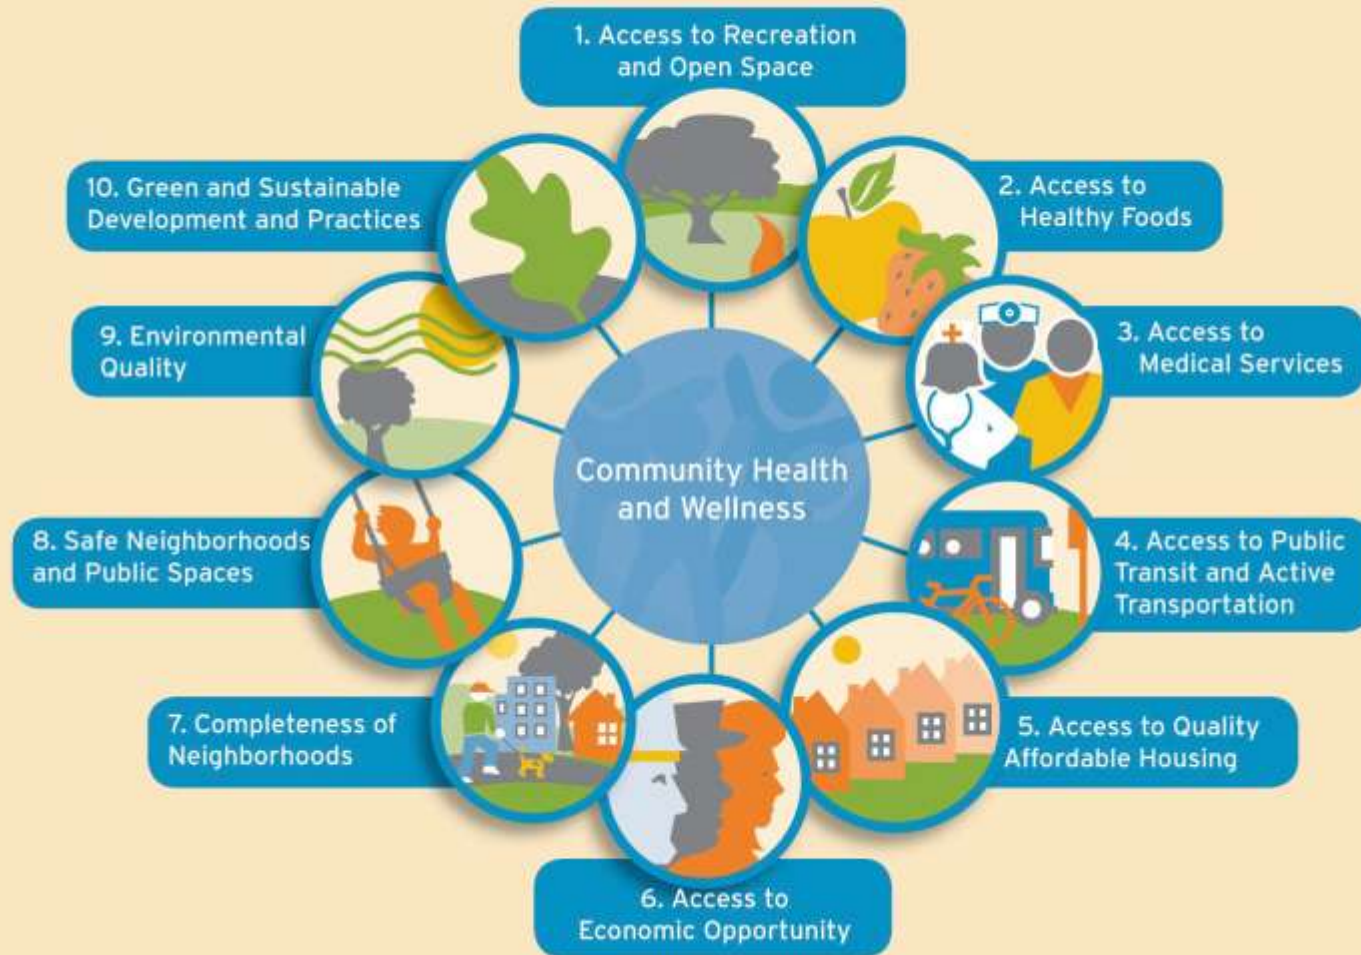 1. Access to Recreation
and Open Space
2. Access to
Healthy Foods
3. Access to
Medical Services
4. Access to Public
Transit and Active
Transportation
5. Access to Quality
Affordable Housing
6. Access to
Economic Opportunity
7. Completeness of
Neighborhoods
8. Safe Neighborhoods
and Public Spaces
9. Environmental
Quality
10. Green and Sustainable
Development and Practices
Community Health
and Wellness